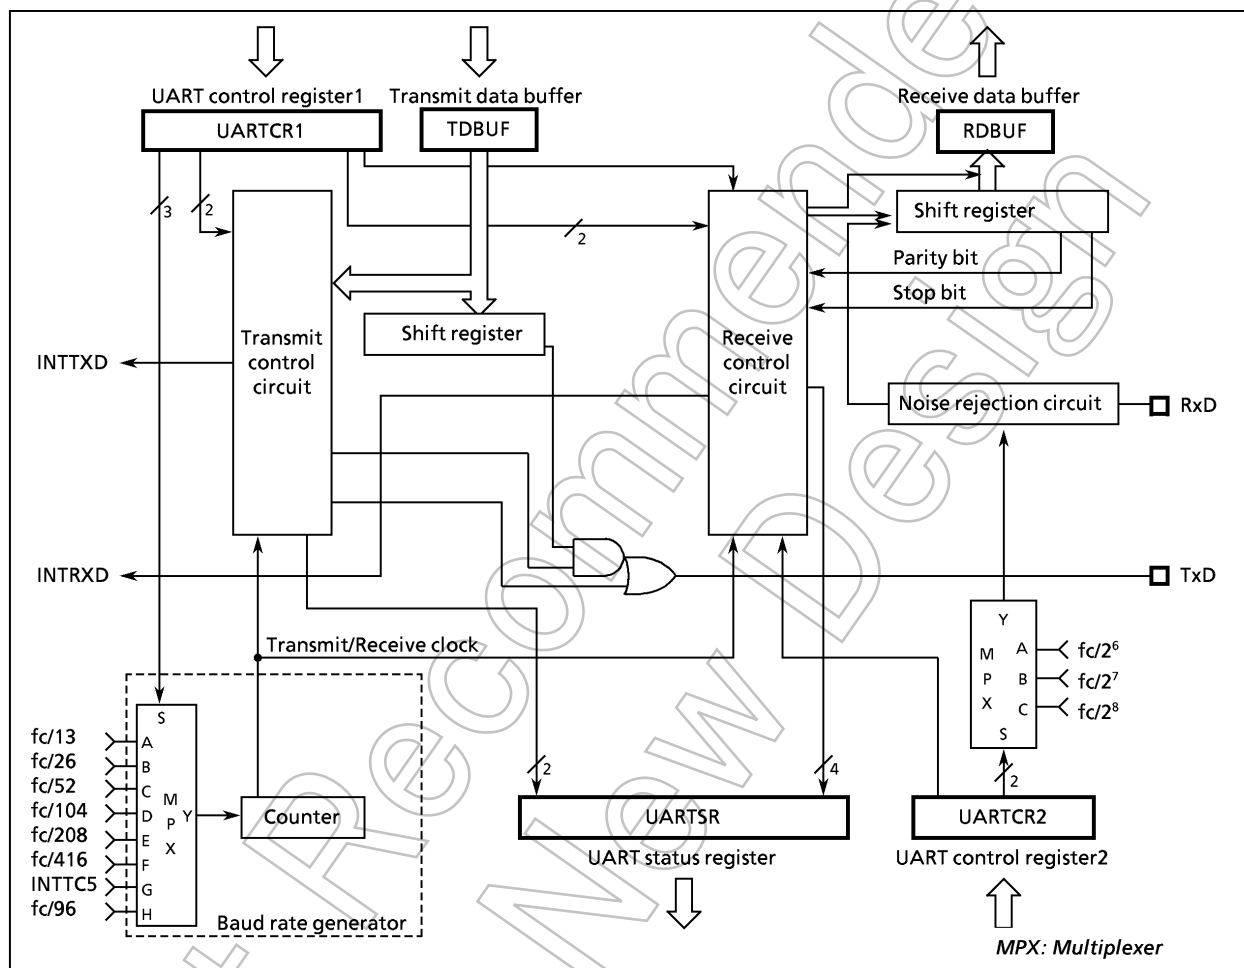 UART control register1
Transmit data buffer
Receive data buffer
UARTCR1
TDBUF
RDBUF
3
2
2
Shift register
Parity bit
Stop bit
Shift register
Transmit
control
circuit
Receive
control
circuit
INTTXD
Noise rejection circuit
RxD
INTRXD
TxD
Transmit/Receive clock
Y
M
P
X
A
B
C
S
fc/2⁶
fc/2⁷
fc/2⁸
2
4
2
S
fc/13
fc/26
fc/52
fc/104
fc/208
fc/416
INTTC5
fc/96
A
B
C
D
E
F
G
H
M
P
X
Y
Counter
Baud rate generator
UARTSR
UART status register
UARTCR2
UART control register2
MPX: Multiplexer
t Recommende
New Design